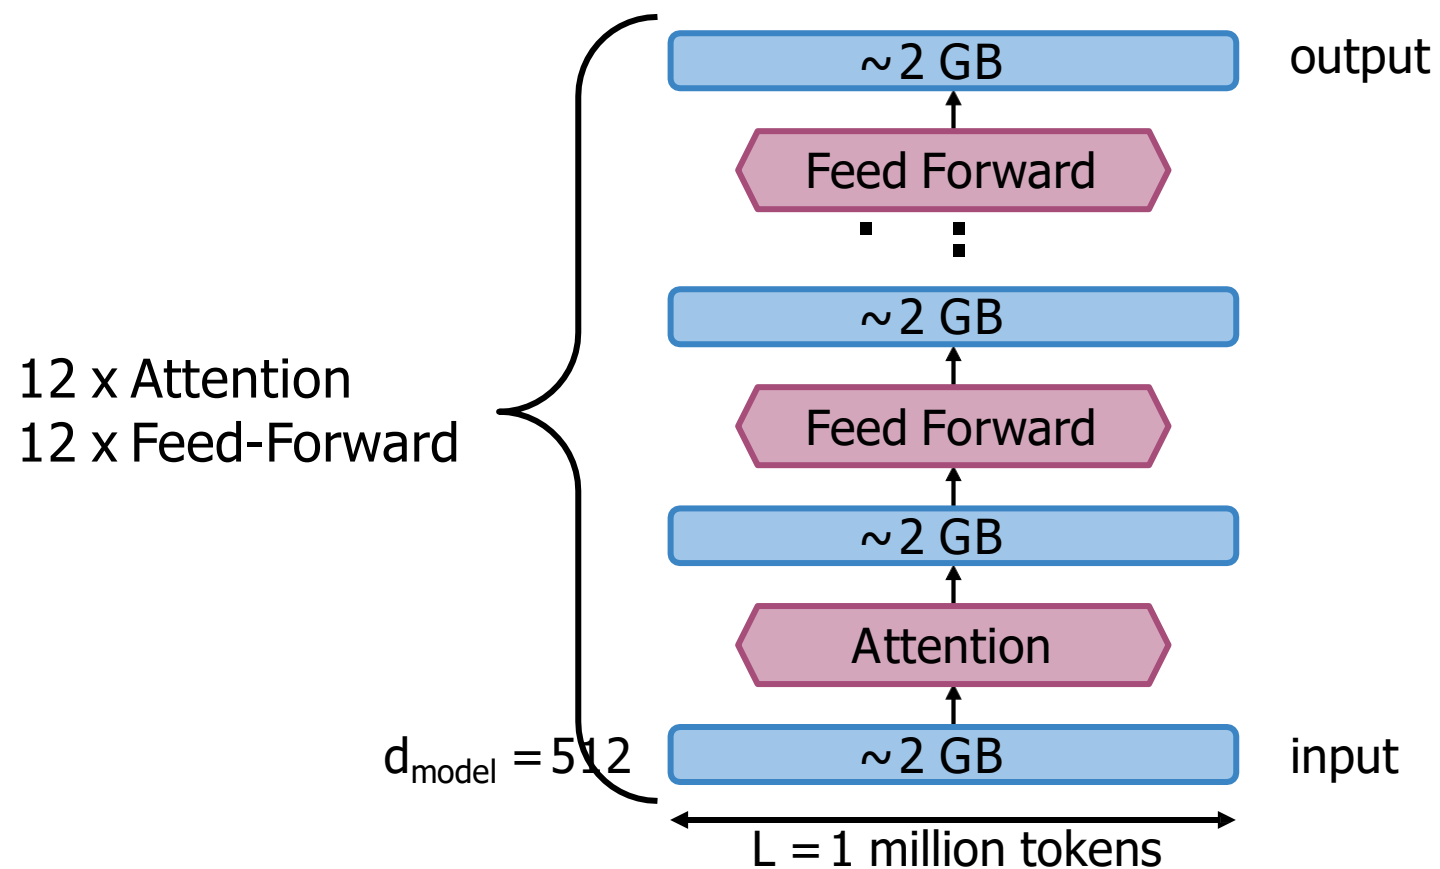 ~2 GB
output
Feed Forward
~2 GB
12 x Attention
12 x Feed-Forward
Feed Forward
~2 GB
Attention
d_model = 512
~2 GB
input
L = 1 million tokens